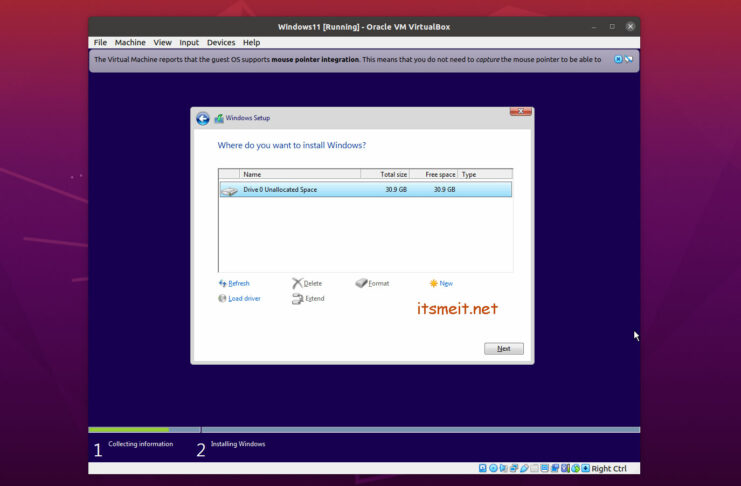 Windows11 [Running] - Oracle VM VirtualBox
File Machine View Input Devices Help
The Virtual Machine reports that the guest OS supports mouse pointer integration. This means that you do not need to capture the mouse pointer to be able to
Windows Setup
Where do you want to install Windows?
Name Total size Free space Type
Drive 0 Unallocated Space 30.9 GB 30.9 GB
Refresh Delete Format New
Load driver Extend
itsmeit.net
Next
1 Collecting information 2 Installing Windows
Right Ctrl